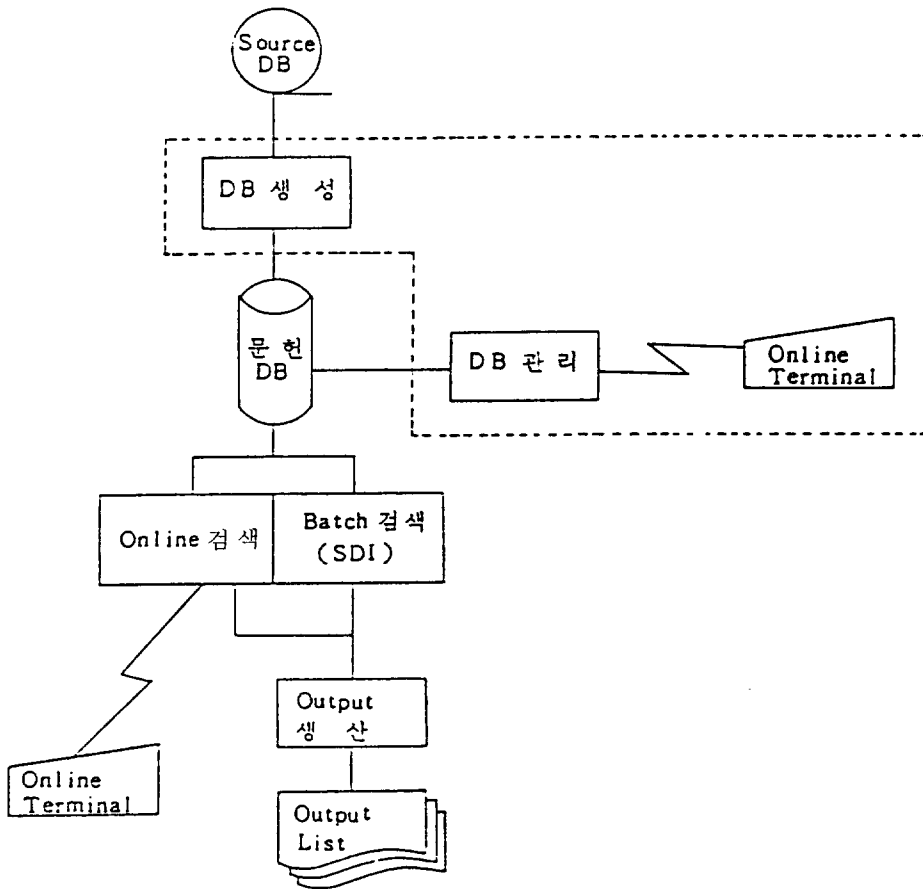 Source
DB
DB 생 성
문 헌
DB
DB 관 리
Online
Terminal
Online 검 색
Batch 검 색
(SDI)
Output
생 산
Online
Terminal
Output
List